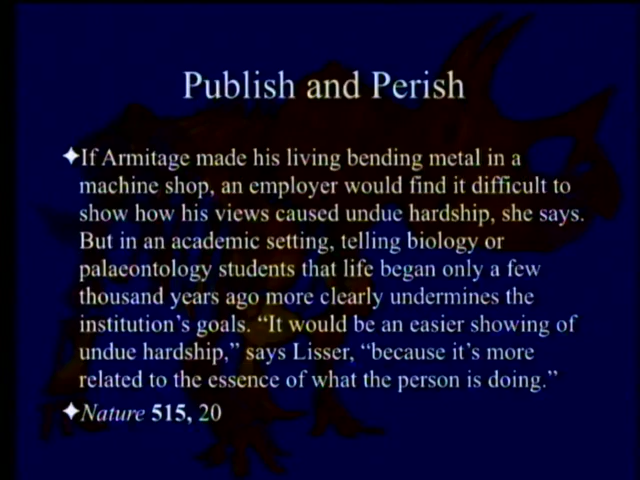 Publish and Perish
✦If Armitage made his living bending metal in a
machine shop, an employer would find it difficult to
show how his views caused undue hardship, she says.
But in an academic setting, telling biology or
palaeontology students that life began only a few
thousand years ago more clearly undermines the
institution's goals. “It would be an easier showing of
undue hardship,” says Lisser, “because it's more
related to the essence of what the person is doing.”
✦Nature 515, 20